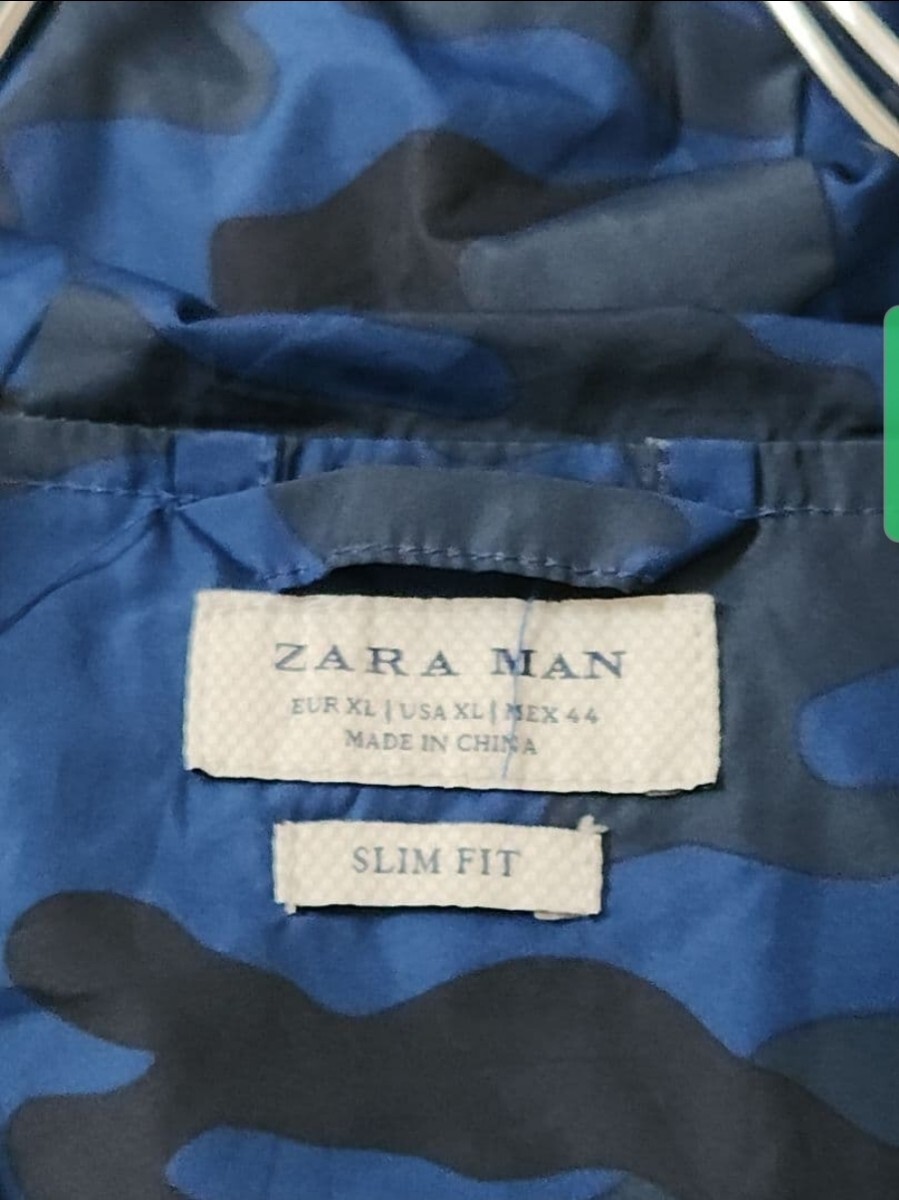 ZARA MAN
EUR XL | USA XL | MEX 44
MADE IN CHINA
SLIM FIT